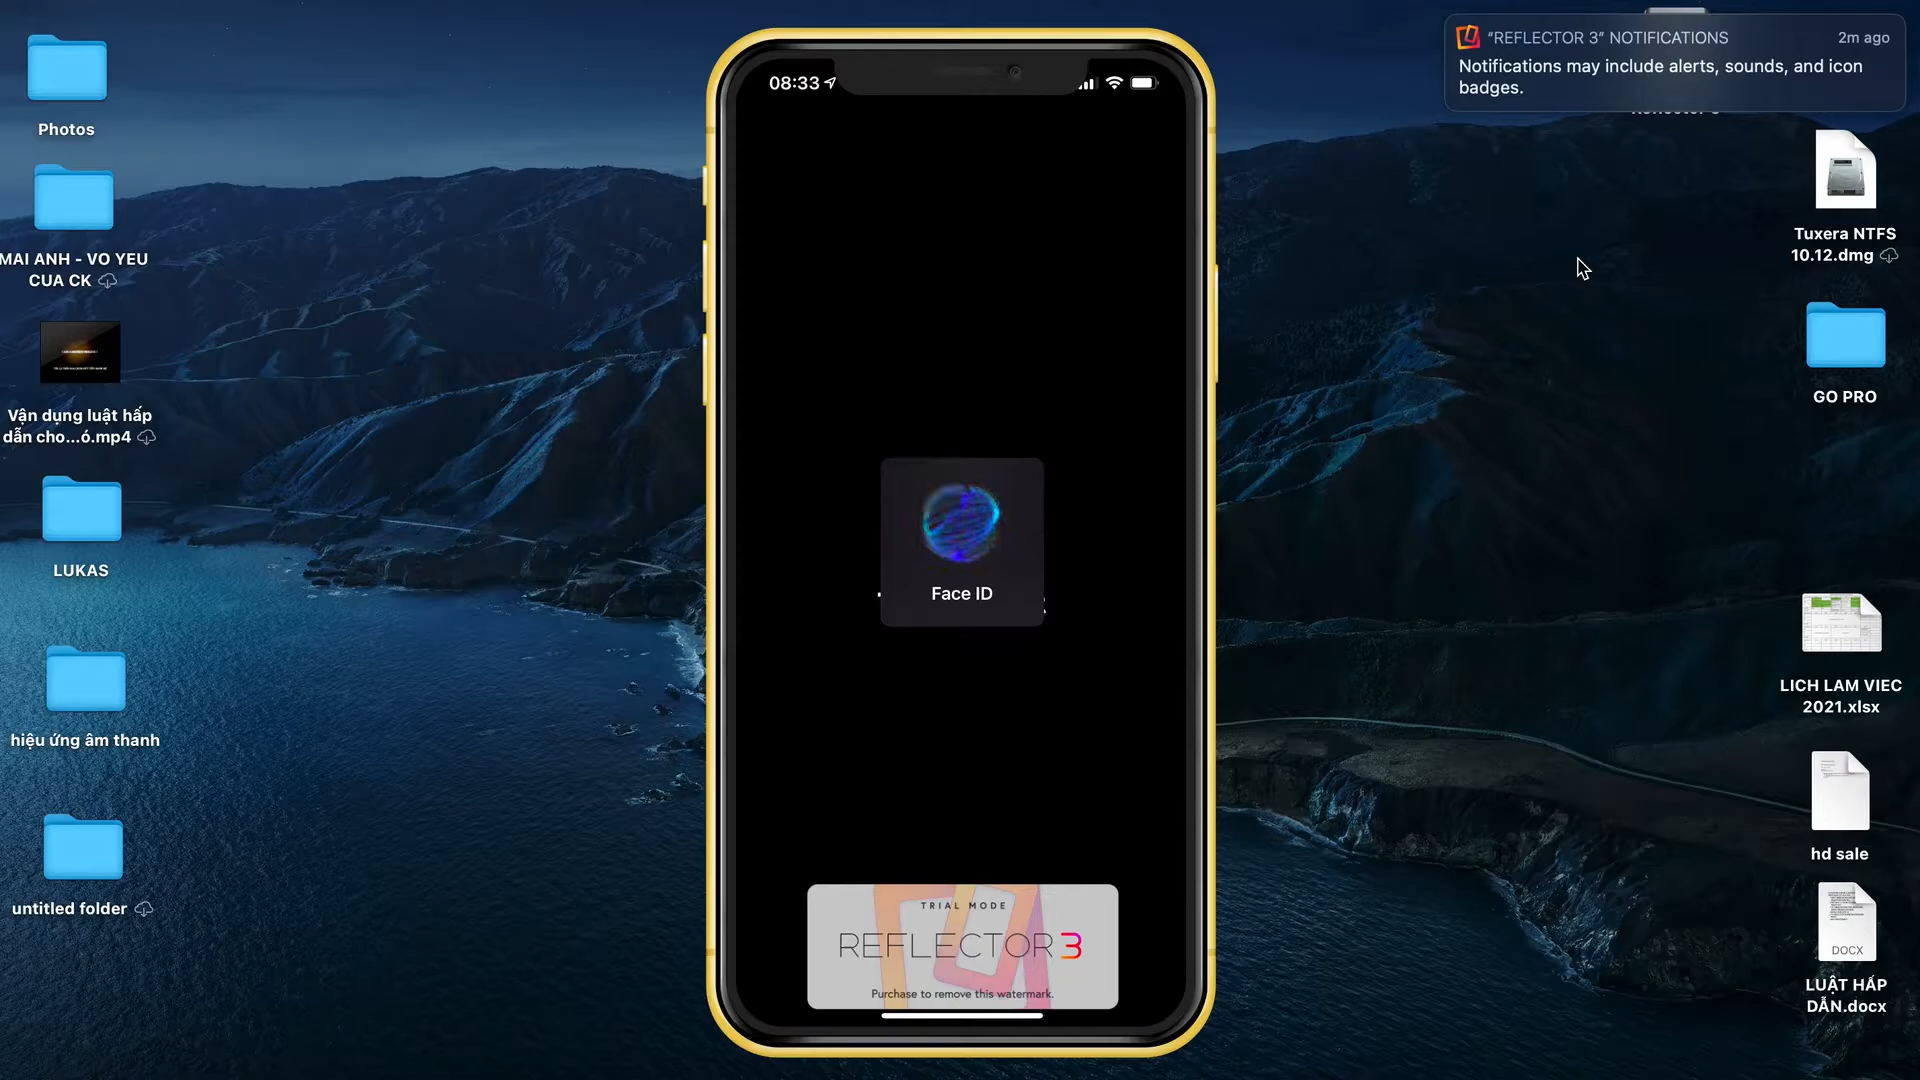 Photos
MAI ANH - VO YEU
CUA CK
Vận dụng luật hấp
dẫn cho...ó.mp4
LUKAS
hiệu ứng âm thanh
untitled folder
08:33
Face ID
TRIAL MODE
REFLECTOR 3
Purchase to remove this watermark.
"REFLECTOR 3" NOTIFICATIONS
2m ago
Notifications may include alerts, sounds, and icon
badges.
Tuxera NTFS
10.12.dmg
GO PRO
LICH LAM VIEC
2021.xlsx
hd sale
DOCX
LUẬT HẤP
DẪN.docx